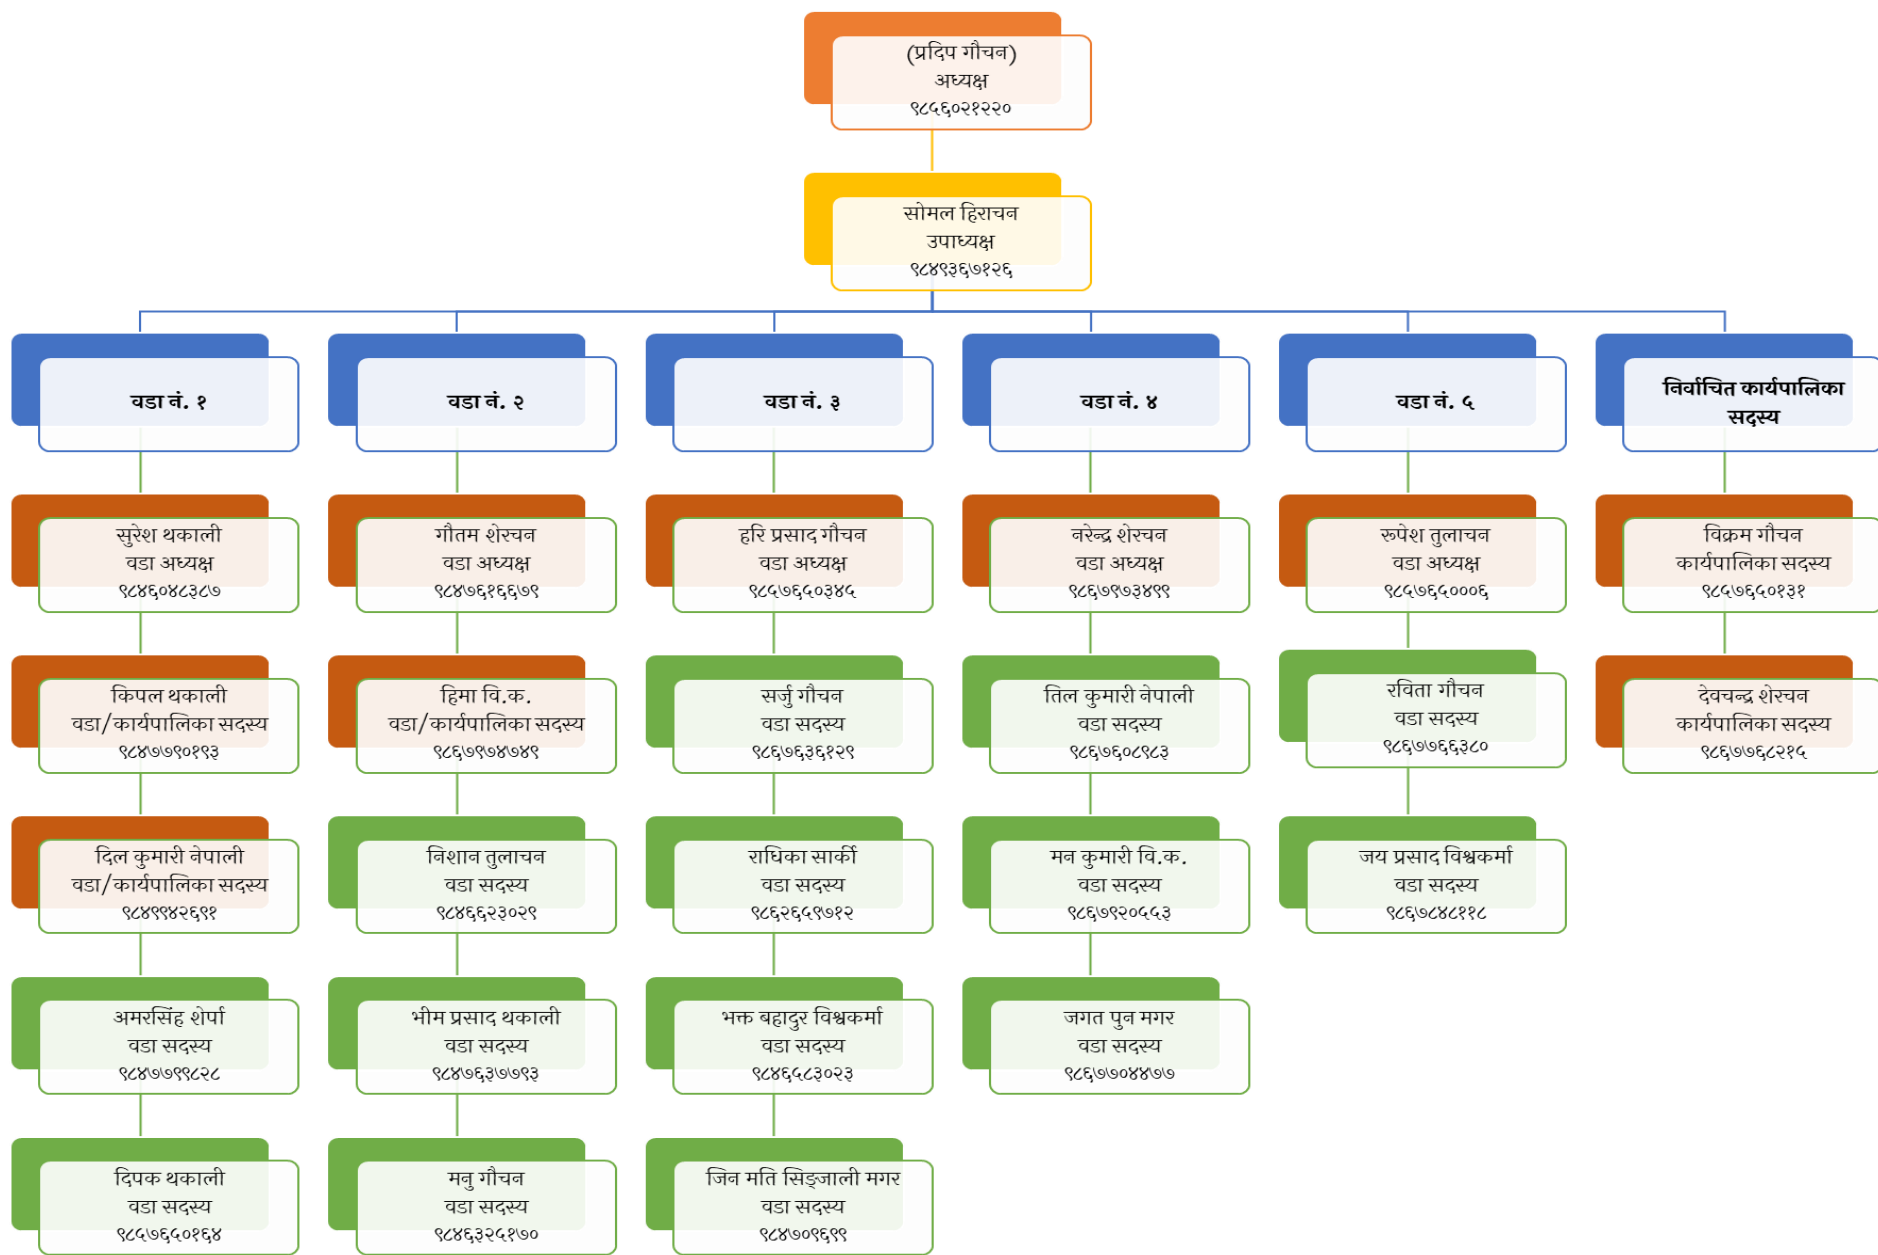 (प्रदिप गौचन)
अध्यक्ष
९८५६०२१२२०
सोमल हिराचन
उपाध्यक्ष
९८४९३६७१२६
वडा नं. १
वडा नं. २
वडा नं. ३
वडा नं. ४
वडा नं. ५
निर्वाचित कार्यपालिका
सदस्य
सुरेश थकाली
वडा अध्यक्ष
९८४६०४८३८७
गौतम शेरचन
वडा अध्यक्ष
९८४७६१६६७९
हरि प्रसाद गौचन
वडा अध्यक्ष
९८५७६५०३४५
नरेन्द्र शेरचन
वडा अध्यक्ष
९८६७९७३४९९
रूपेश तुलाचन
वडा अध्यक्ष
९८५७६५०००६
विक्रम गौचन
कार्यपालिका सदस्य
९८५७६५०१३१
किपल थकाली
वडा/कार्यपालिका सदस्य
९८४७७९०१९३
हिमा वि.क.
वडा/कार्यपालिका सदस्य
९८६७९७४७४९
सर्जु गौचन
वडा सदस्य
९८६७६३६१२९
तिल कुमारी नेपाली
वडा सदस्य
९८६७६०८९८३
रविता गौचन
वडा सदस्य
९८६७७६६३८०
देवचन्द्र शेरचन
कार्यपालिका सदस्य
९८६७७६८२१५
दिल कुमारी नेपाली
वडा/कार्यपालिका सदस्य
९८४९९४२६९१
निशान तुलाचन
वडा सदस्य
९८४६६२३०२९
राधिका सार्की
वडा सदस्य
९८६२६५९७१२
मन कुमारी वि.क.
वडा सदस्य
९८६७९२०५५३
जय प्रसाद विश्वकर्मा
वडा सदस्य
९८६७८४८११८
अमरसिंह शेर्पा
वडा सदस्य
९८४७७९९८२८
भीम प्रसाद थकाली
वडा सदस्य
९८४७६३७७९३
भक्त बहादुर विश्वकर्मा
वडा सदस्य
९८४६५८३०२३
जगत पुन मगर
वडा सदस्य
९८६७७०४४७७
दिपक थकाली
वडा सदस्य
९८५७६५०१६४
मनु गौचन
वडा सदस्य
९८४६३२५१७०
जिन मति सिङ्जाली मगर
वडा सदस्य
९८४७०९६९९